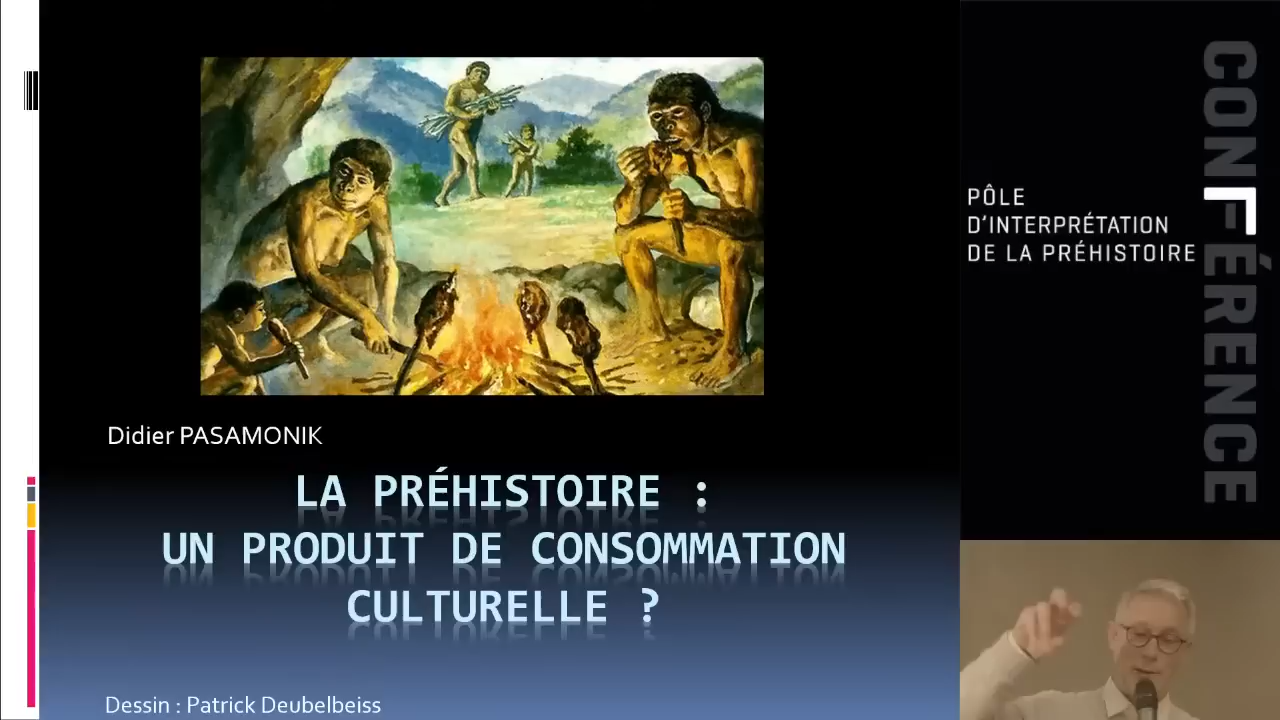 Didier PASAMONIK
LA PRÉHISTOIRE :
UN PRODUIT DE CONSOMMATION
CULTURELLE ?
Dessin : Patrick Deubelbeiss
PÔLE
D'INTERPRÉTATION
DE LA PRÉHISTOIRE
CONFÉRENCE